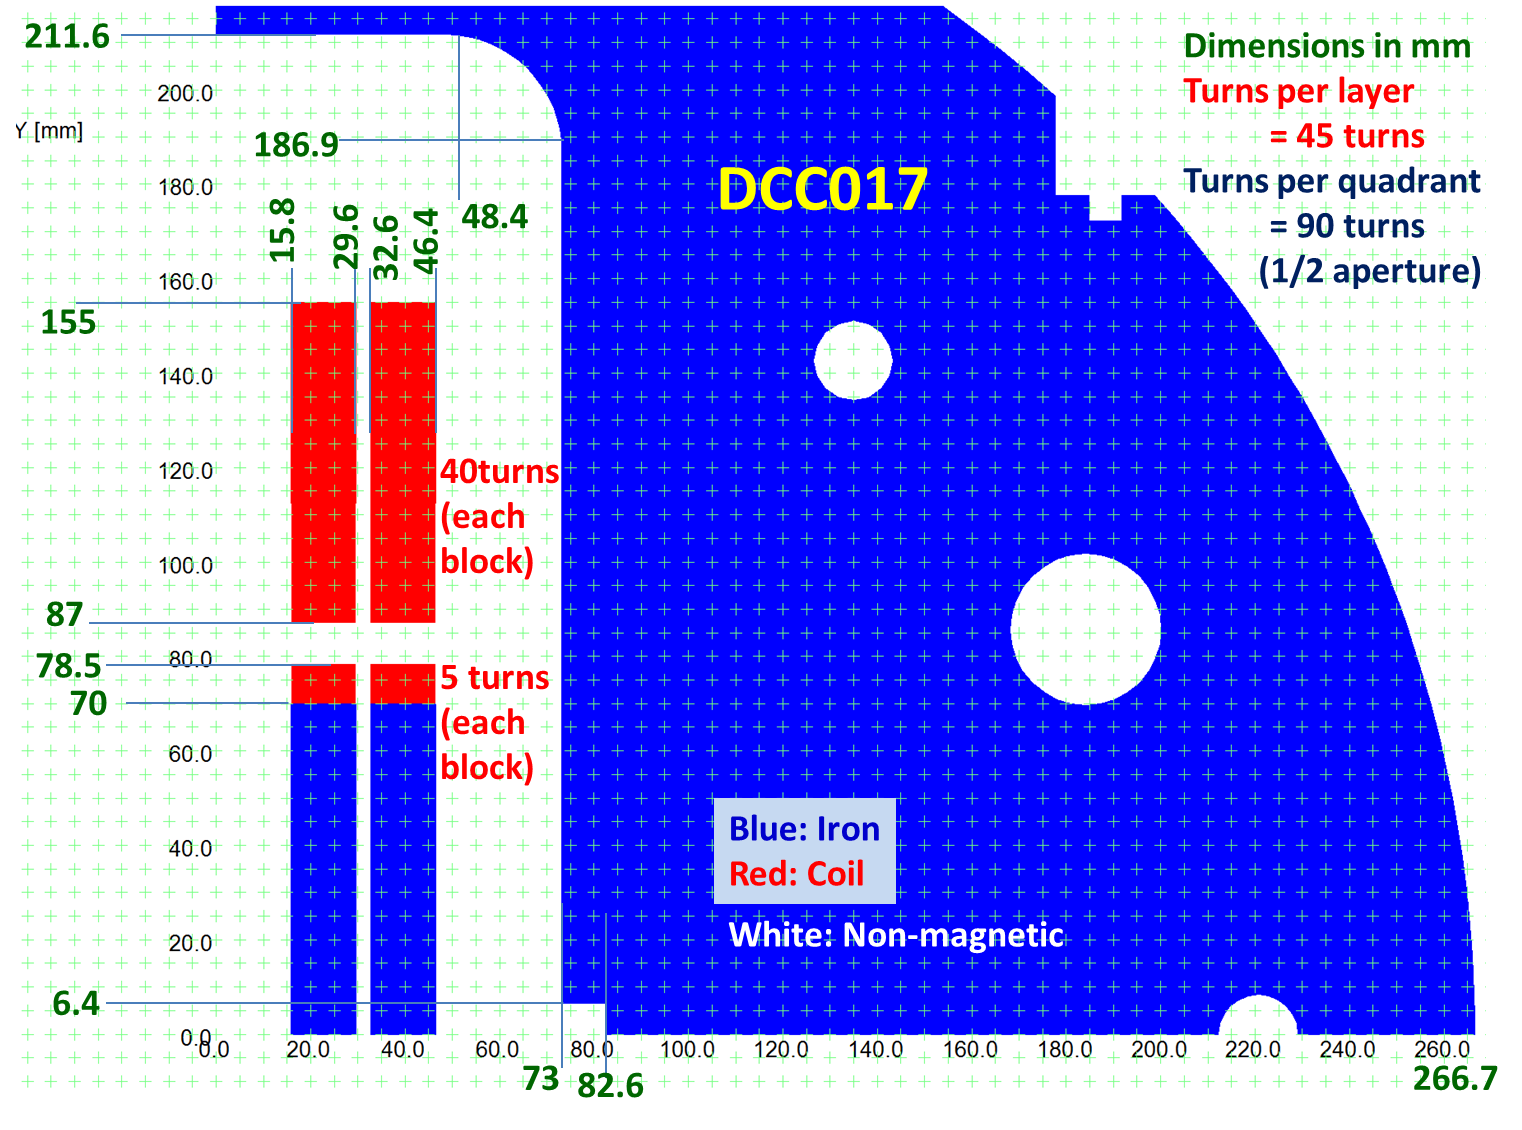 211.6
Dimensions in mm
Turns per layer
= 45 turns
Turns per quadrant
= 90 turns
(1/2 aperture)
200.0
Y [mm]
186.9
180.0
DCC017
48.4
15.8
29.6
32.6
46.4
160.0
155
140.0
120.0
40turns
(each
block)
100.0
87
80.0
78.5
70
5 turns
(each
block)
60.0
40.0
Blue: Iron
Red: Coil
White: Non-magnetic
20.0
6.4
0.0
0.0 20.0 40.0 60.0 80.0 100.0 120.0 140.0 160.0 180.0 200.0 220.0 240.0 260.0
73
82.6
266.7